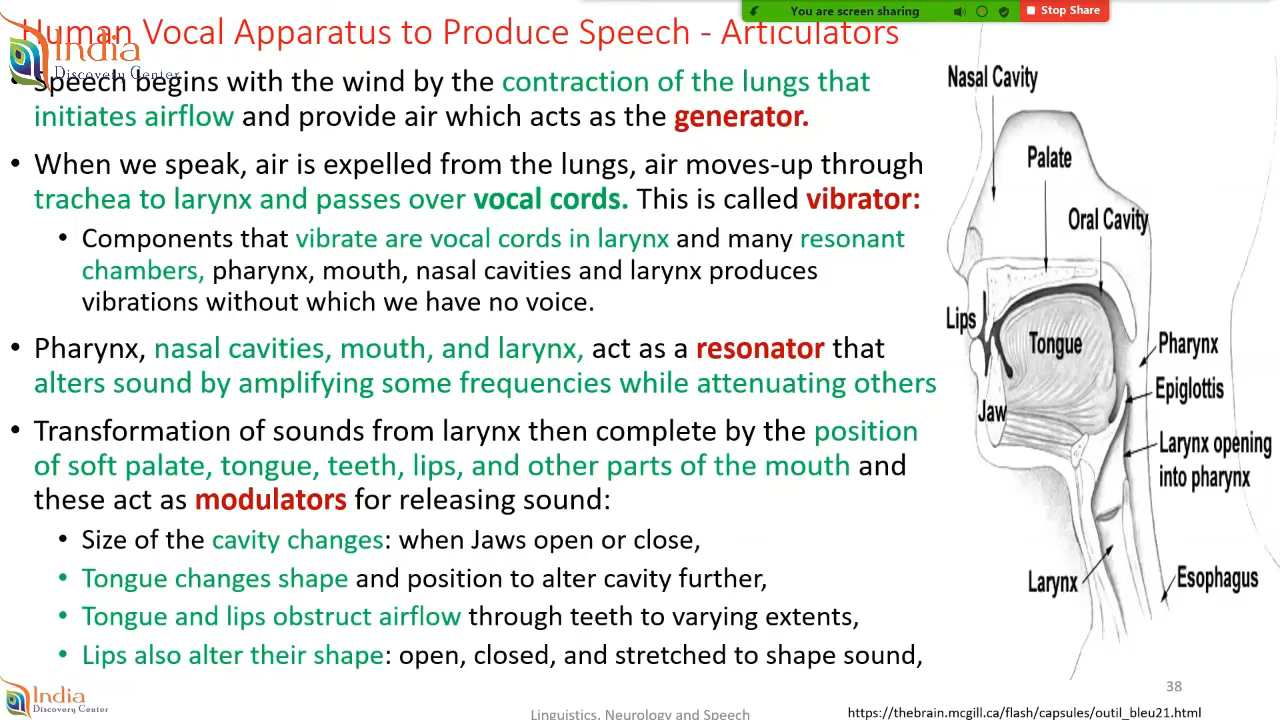 You are screen sharing
Stop Share
Human Vocal Apparatus to Produce Speech - Articulators
India
Discovery Center
• Speech begins with the wind by the contraction of the lungs that
initiates airflow and provide air which acts as the generator.
• When we speak, air is expelled from the lungs, air moves-up through
trachea to larynx and passes over vocal cords. This is called vibrator:
• Components that vibrate are vocal cords in larynx and many resonant
chambers, pharynx, mouth, nasal cavities and larynx produces
vibrations without which we have no voice.
• Pharynx, nasal cavities, mouth, and larynx, act as a resonator that
alters sound by amplifying some frequencies while attenuating others
• Transformation of sounds from larynx then complete by the position
of soft palate, tongue, teeth, lips, and other parts of the mouth and
these act as modulators for releasing sound:
• Size of the cavity changes: when Jaws open or close,
• Tongue changes shape and position to alter cavity further,
• Tongue and lips obstruct airflow through teeth to varying extents,
• Lips also alter their shape: open, closed, and stretched to shape sound,
Nasal Cavity
Palate
Oral Cavity
Lips
Tongue
Pharynx
Epiglottis
Jaw
Larynx opening
into pharynx
Larynx
Esophagus
India
Discovery Center
38
Linguistics, Neurology and Speech
https://thebrain.mcgill.ca/flash/capsules/outil_bleu21.html